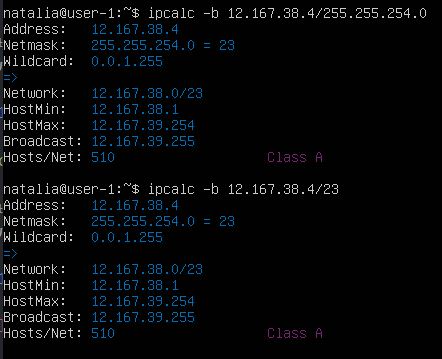 natalia@user-1:~$ ipcalc -b 12.167.38.4/255.255.254.0
Address: 12.167.38.4
Netmask: 255.255.254.0 = 23
Wildcard: 0.0.1.255
=>
Network: 12.167.38.0/23
HostMin: 12.167.38.1
HostMax: 12.167.39.254
Broadcast: 12.167.39.255
Hosts/Net: 510 Class A
natalia@user-1:~$ ipcalc -b 12.167.38.4/23
Address: 12.167.38.4
Netmask: 255.255.254.0 = 23
Wildcard: 0.0.1.255
=>
Network: 12.167.38.0/23
HostMin: 12.167.38.1
HostMax: 12.167.39.254
Broadcast: 12.167.39.255
Hosts/Net: 510 Class A